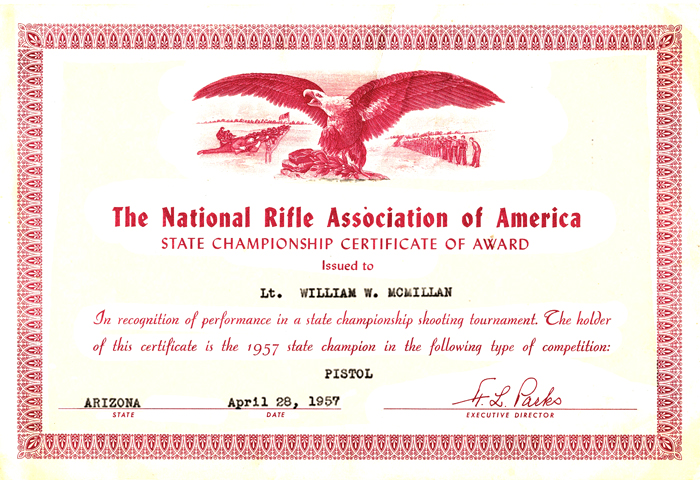 The National Rifle Association of America
STATE CHAMPIONSHIP CERTIFICATE OF AWARD
Issued to
Lt. WILLIAM W. MCMILLAN
In recognition of performance in a state championship shooting tournament. The holder
of this certificate is the 1957 state champion in the following type of competition:
PISTOL
ARIZONA April 28, 1957 F. L. Parks
STATE DATE EXECUTIVE DIRECTOR